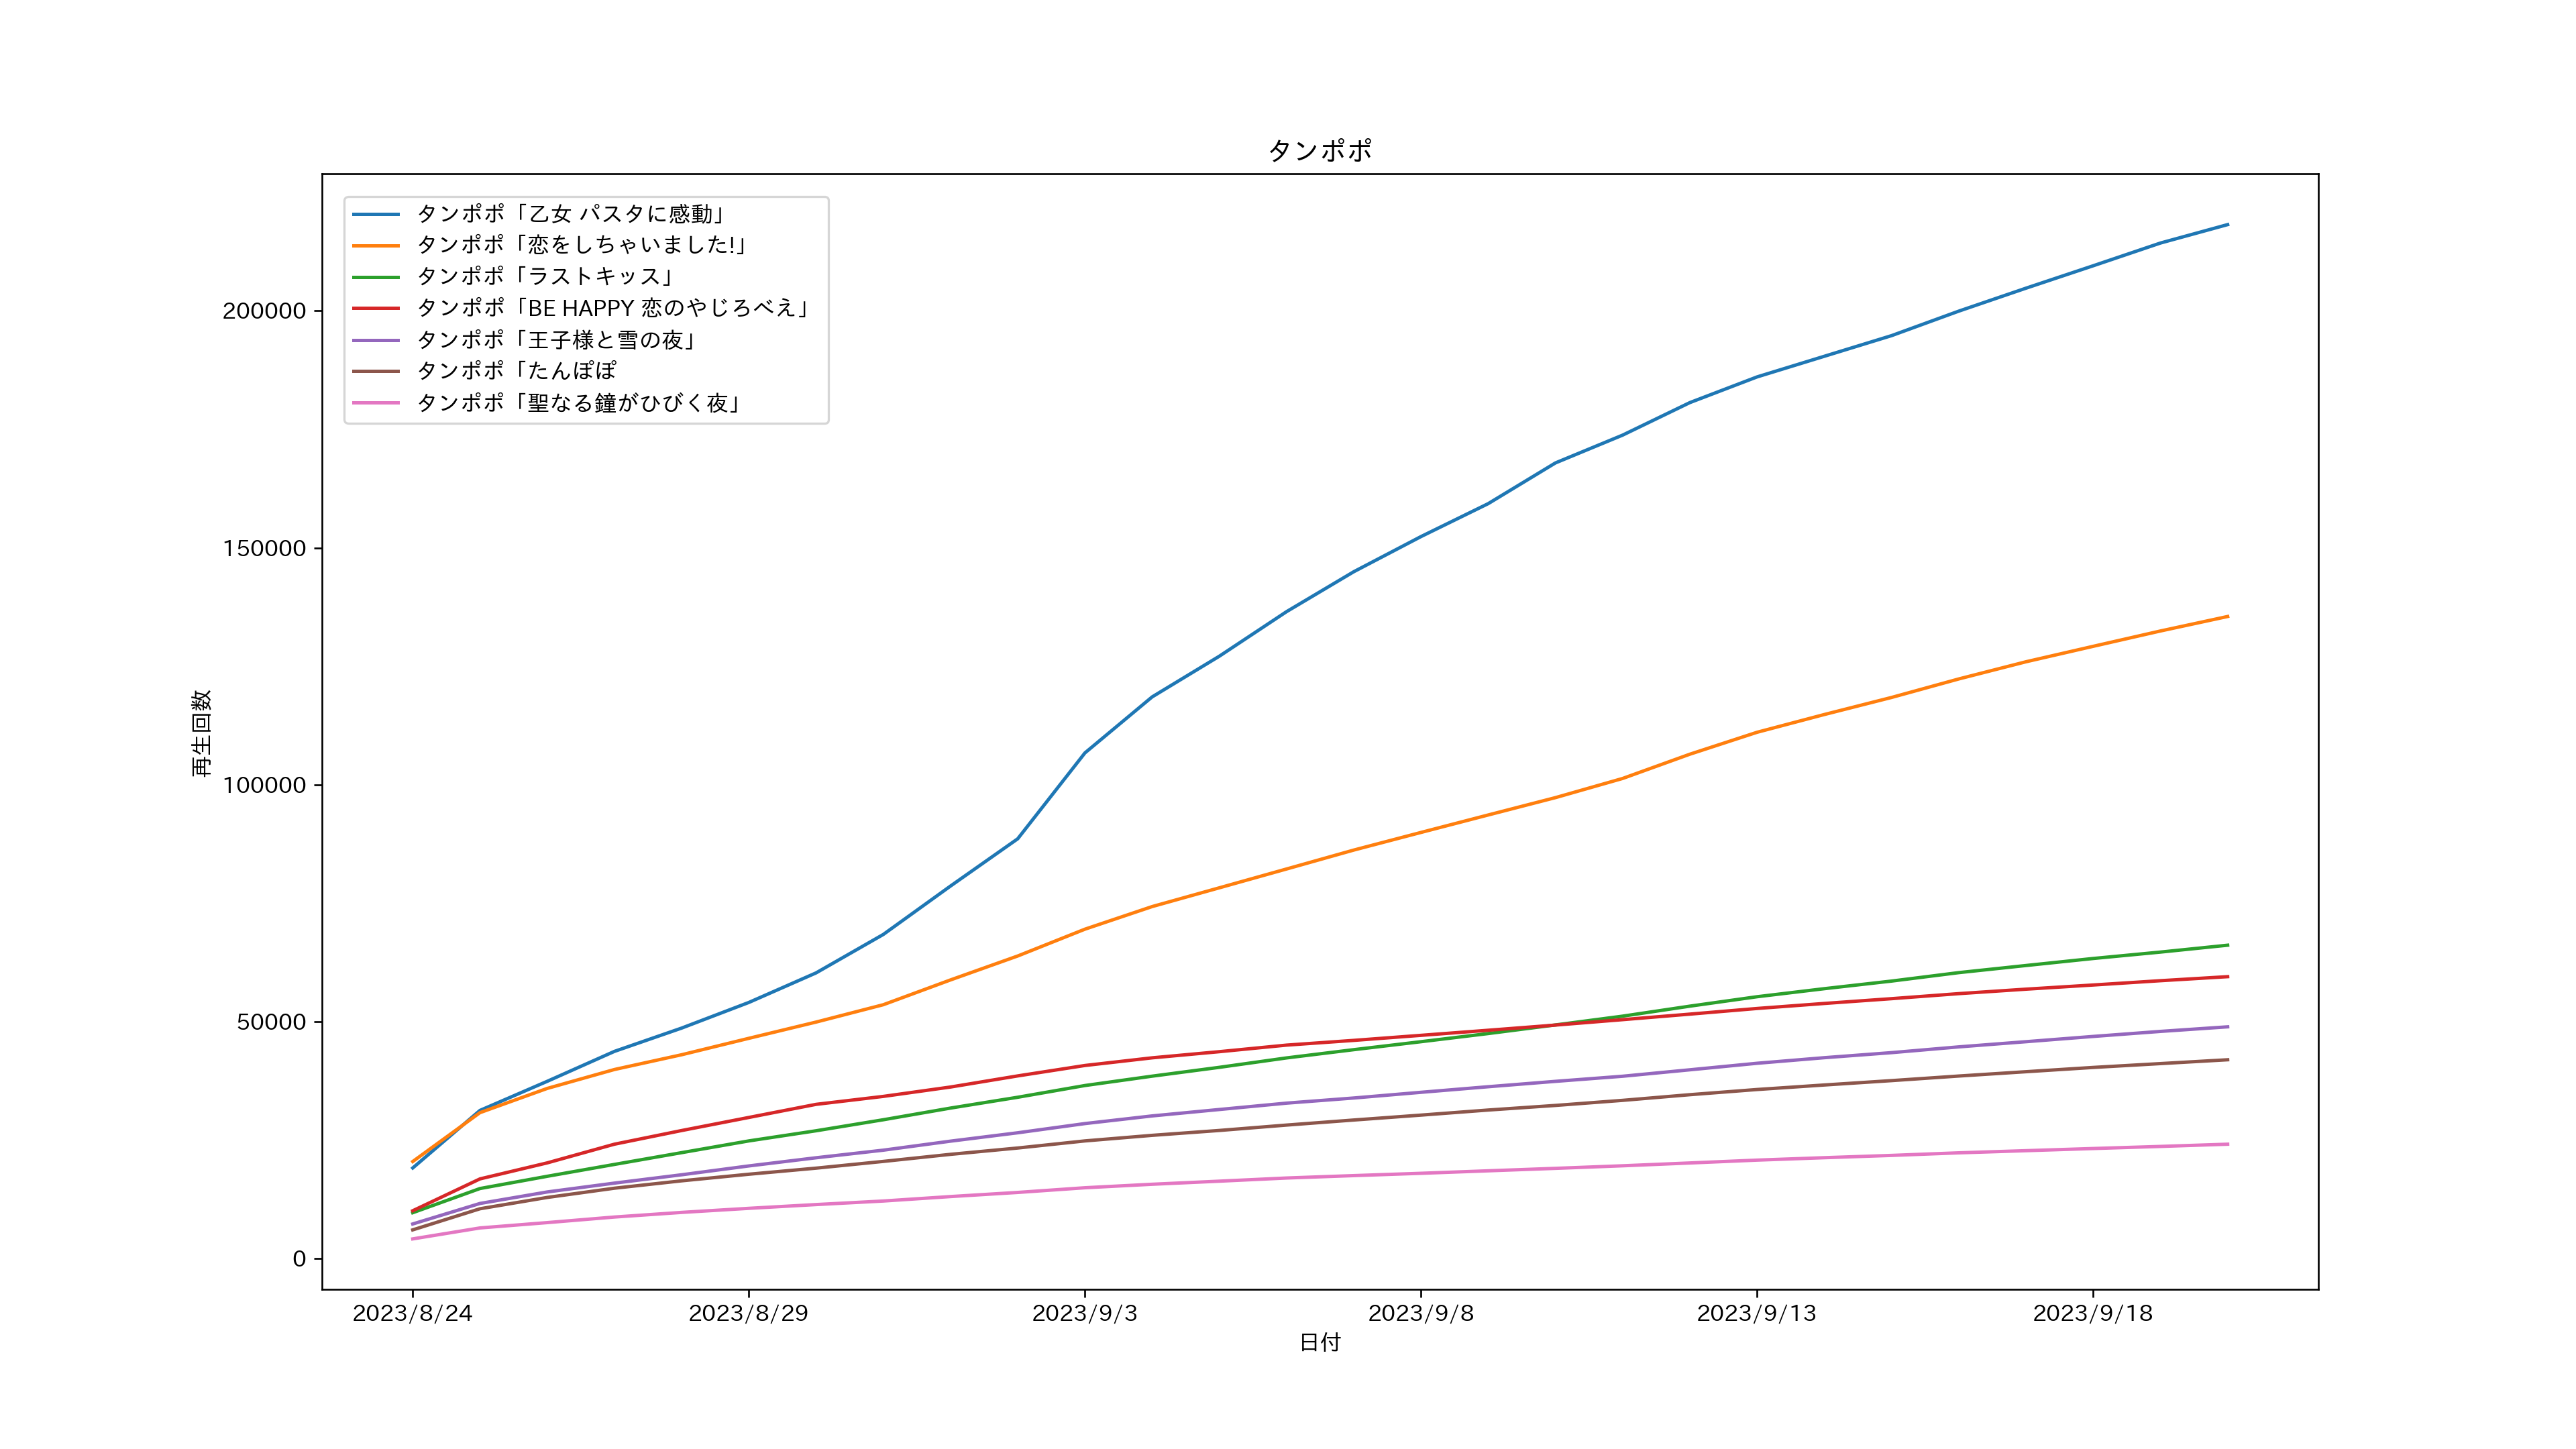 タンポポ
タンポポ「乙女 パスタに感動」
タンポポ「恋をしちゃいました!」
タンポポ「ラストキッス」
タンポポ「BE HAPPY 恋のやじろべえ」
タンポポ「王子様と雪の夜」
タンポポ「たんぽぽ
タンポポ「聖なる鐘がひびく夜」
再生回数
200000
150000
100000
50000
0
2023/8/24 2023/8/29 2023/9/3 2023/9/8 2023/9/13 2023/9/18
日付